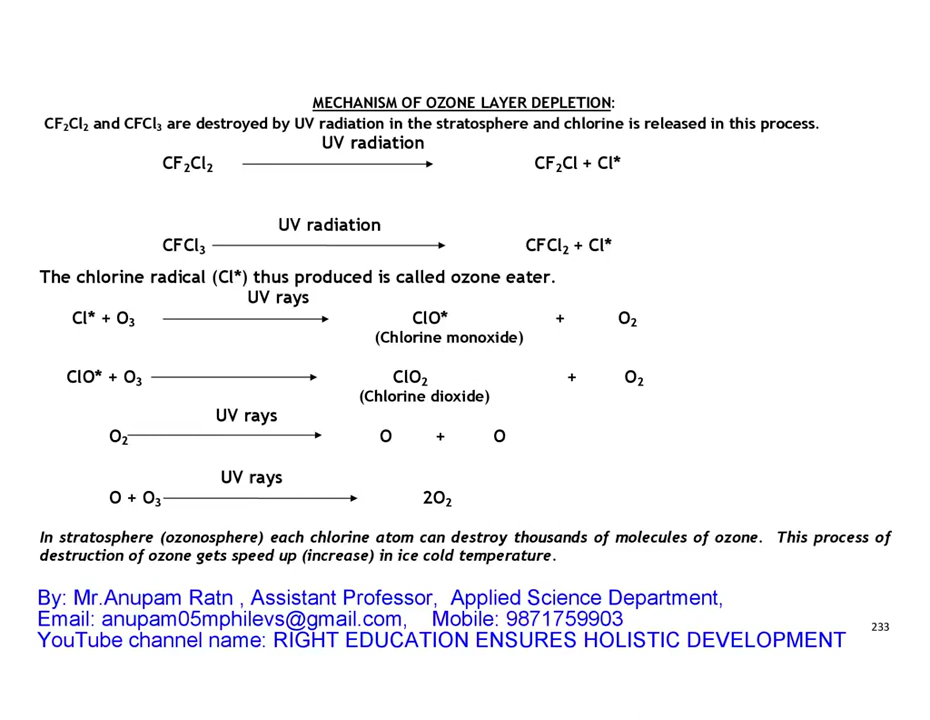 MECHANISM OF OZONE LAYER DEPLETION:
CF₂Cl₂ and CFCl₃ are destroyed by UV radiation in the stratosphere and chlorine is released in this process.
UV radiation
CF₂Cl₂ ⟶ CF₂Cl + Cl*
UV radiation
CFCl₃ ⟶ CFCl₂ + Cl*
The chlorine radical (Cl*) thus produced is called ozone eater.
UV rays
Cl* + O₃ ⟶ ClO* + O₂
(Chlorine monoxide)
ClO* + O₃ ⟶ ClO₂ + O₂
(Chlorine dioxide)
UV rays
O₂ ⟶ O + O
UV rays
O + O₃ ⟶ 2O₂
In stratosphere (ozonosphere) each chlorine atom can destroy thousands of molecules of ozone. This process of
destruction of ozone gets speed up (increase) in ice cold temperature.
By: Mr.Anupam Ratn , Assistant Professor, Applied Science Department,
Email: anupam05mphilevs@gmail.com, Mobile: 9871759903
233
YouTube channel name: RIGHT EDUCATION ENSURES HOLISTIC DEVELOPMENT